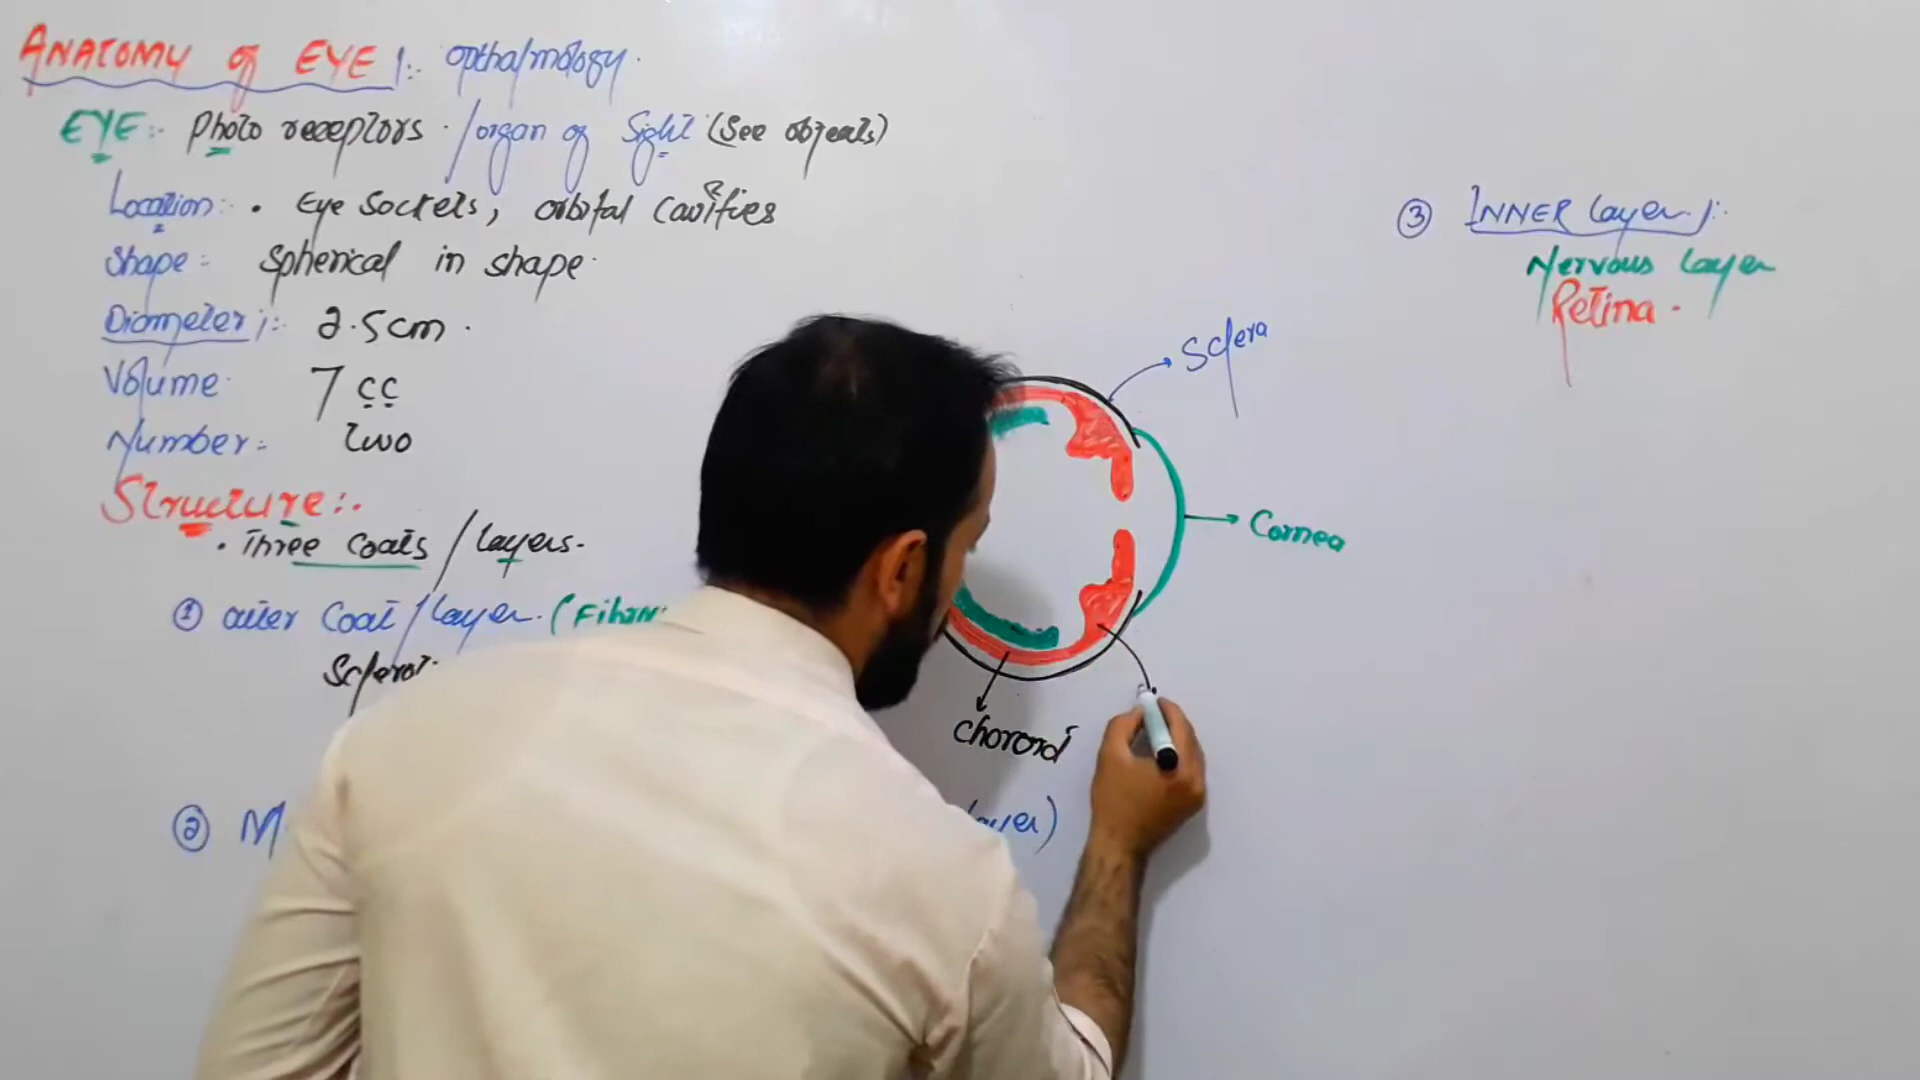 ANATOMY of EYE :- opthalmology.
EYE:- Photo receptors. / organ of Sight (See objects)
Location:- . Eye Sockets, orbital Cavities
Shape: Spherical in shape.
Diameter :- 2.5cm.
Volume. 7 cc
Number:- Two
Structure:-.
. Three Coats / layers.
① outer Coat / layer. (
② M
layer)
Sclera
Cornea
choroid
③ INNER layer :-
Nervous layer
Retina.